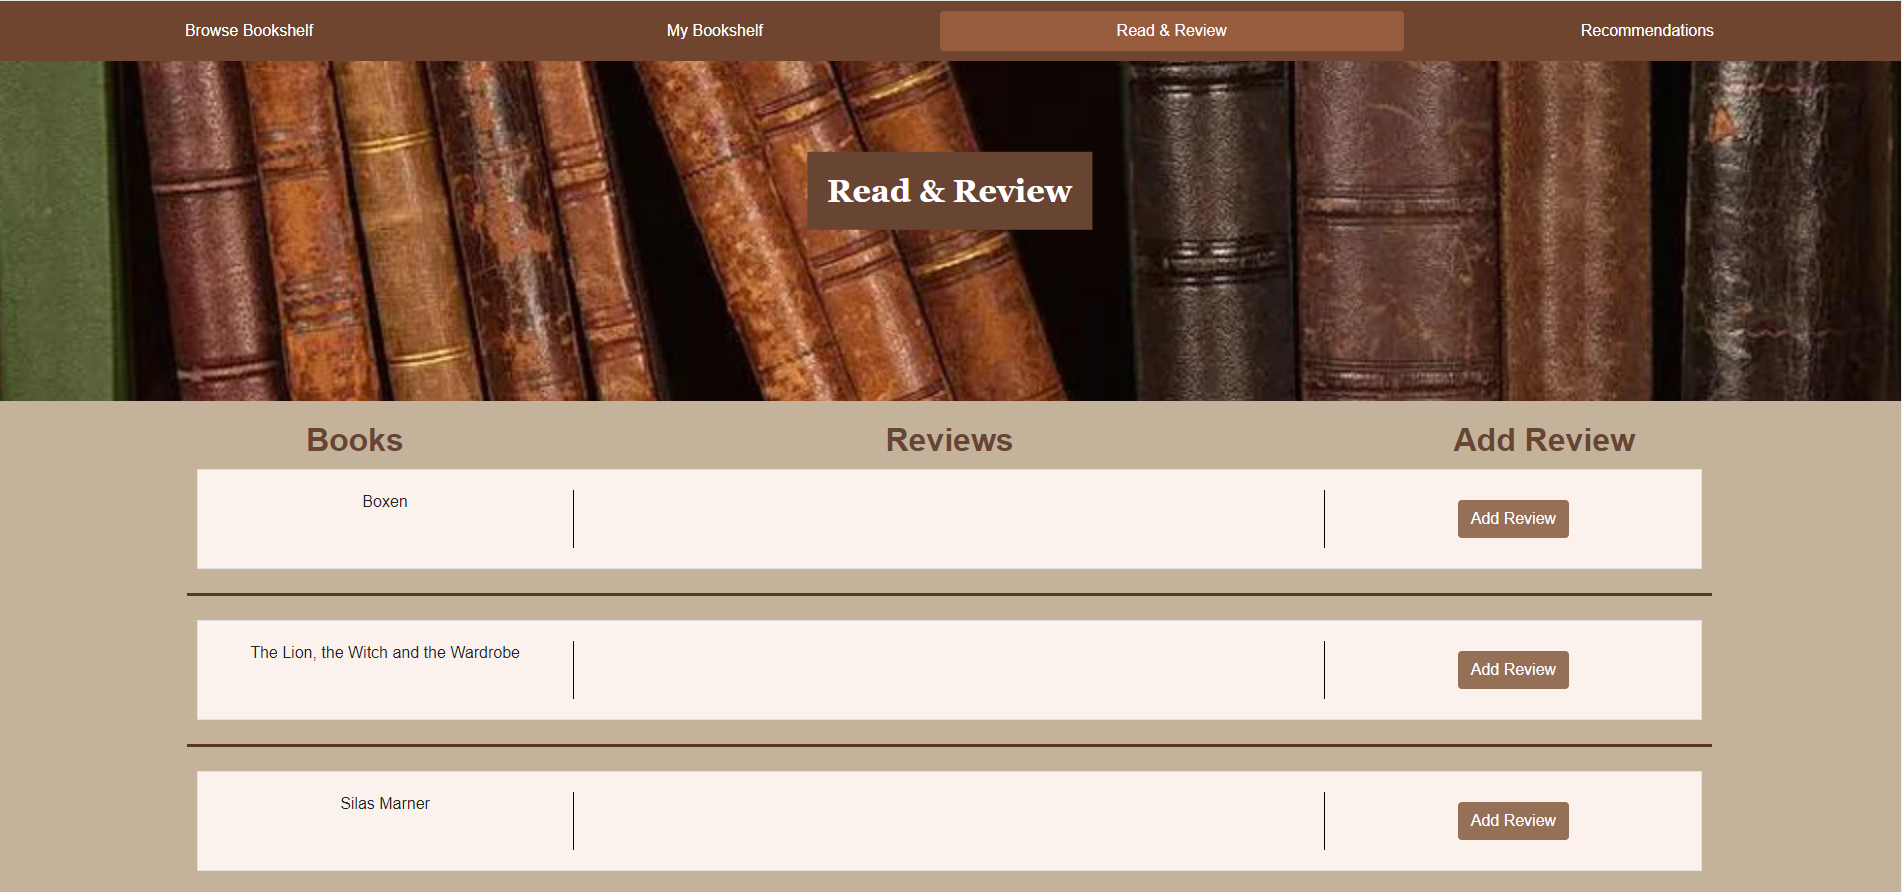 Browse Bookshelf My Bookshelf Read & Review Recommendations
Read & Review
Books Reviews Add Review
Boxen Add Review
The Lion, the Witch and the Wardrobe Add Review
Silas Marner Add Review